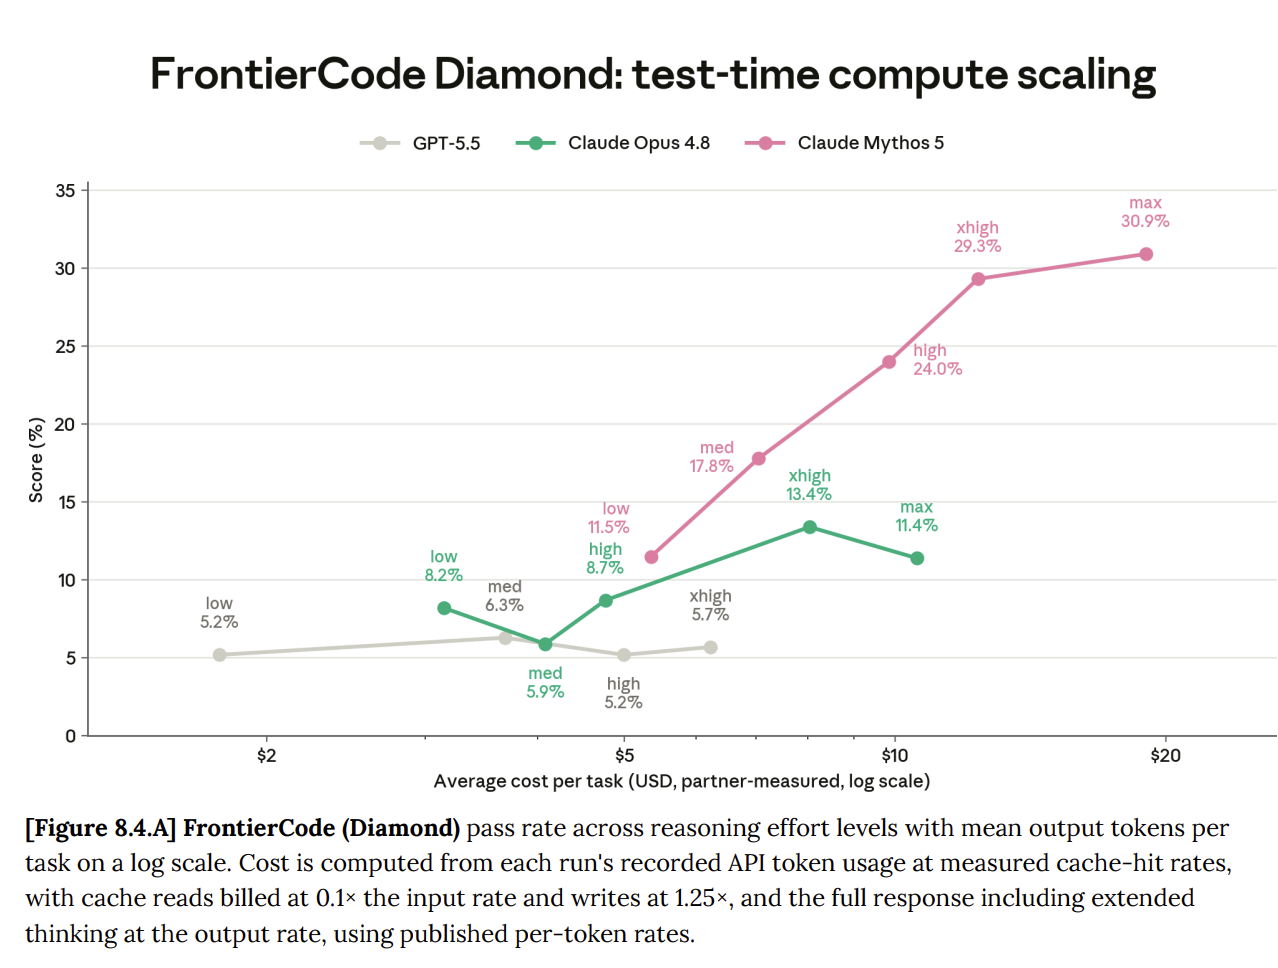 FrontierCode Diamond: test-time compute scaling
GPT-5.5
Claude Opus 4.8
Claude Mythos 5
Score (%)
35
30
25
20
15
10
5
0
low
5.2%
med
6.3%
high
5.2%
xhigh
5.7%
low
8.2%
med
5.9%
high
8.7%
xhigh
13.4%
max
11.4%
low
11.5%
med
17.8%
high
24.0%
xhigh
29.3%
max
30.9%
$2
$5
$10
$20
Average cost per task (USD, partner-measured, log scale)
[Figure 8.4.A] FrontierCode (Diamond) pass rate across reasoning effort levels with mean output tokens per
task on a log scale. Cost is computed from each run's recorded API token usage at measured cache-hit rates,
with cache reads billed at 0.1× the input rate and writes at 1.25×, and the full response including extended
thinking at the output rate, using published per-token rates.